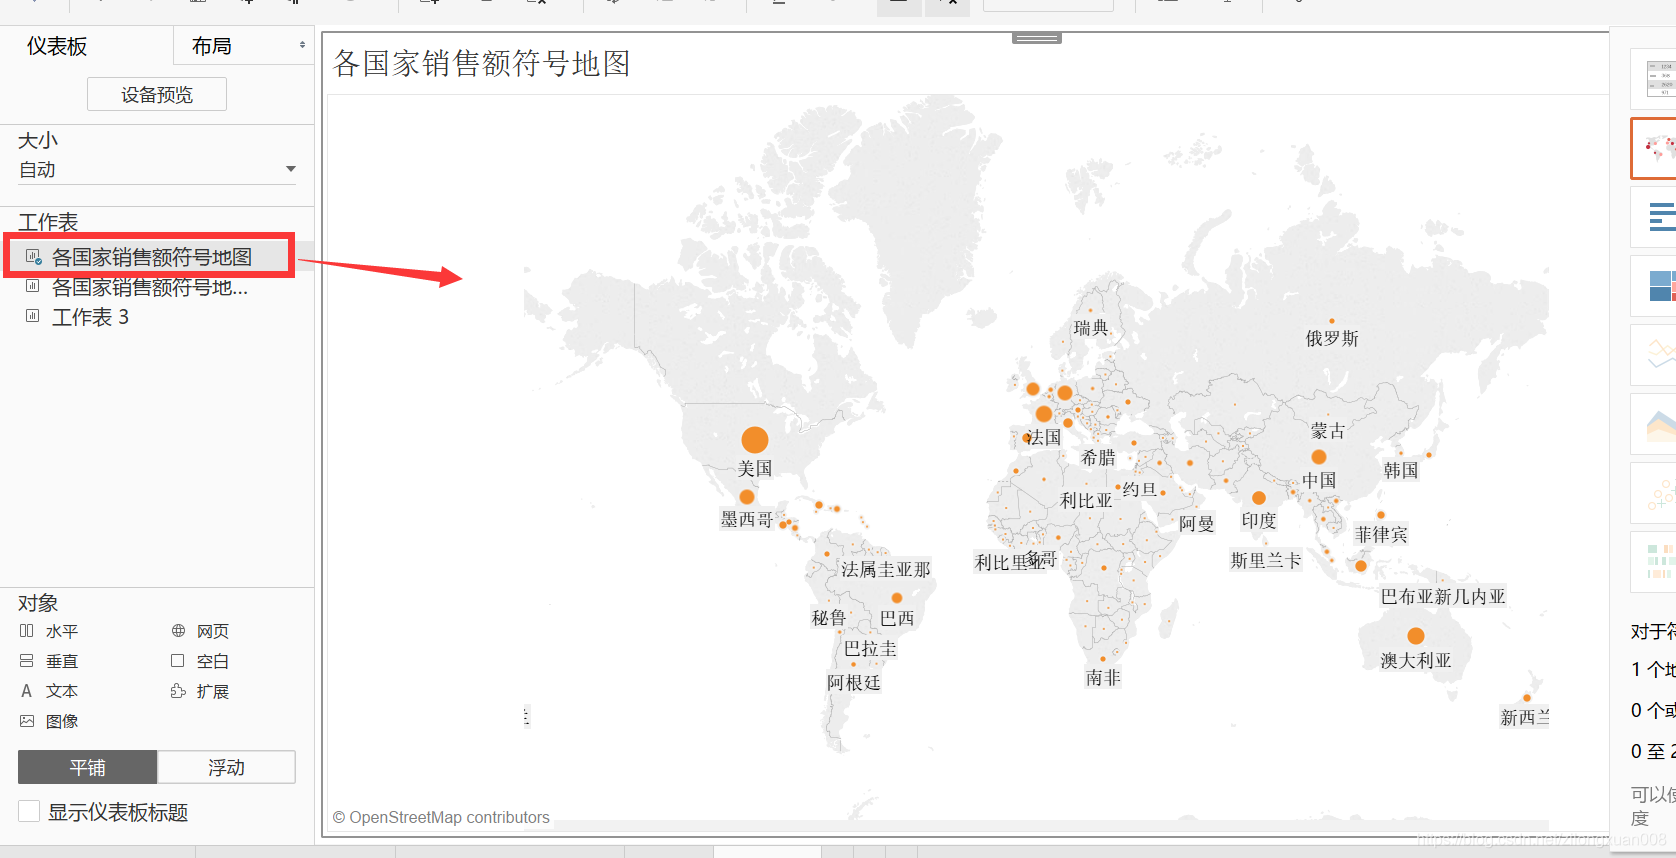 仪表板
布局
设备预览
大小
自动
工作表
各国家销售额符号地图
各国家销售额符号地...
工作表 3
对象
水平
网页
垂直
空白
A 文本
扩展
图像
平铺
浮动
显示仪表板标题
各国家销售额符号地图
瑞典
俄罗斯
法国
蒙古
希腊
美国
中国
韩国
利比亚
约旦
墨西哥
阿曼
印度
菲律宾
利比里亚
多哥
斯里兰卡
法属圭亚那
巴布亚新几内亚
秘鲁
巴西
巴拉圭
澳大利亚
南非
阿根廷
新西兰
© OpenStreetMap contributors
对于符
1 个地
0 个或
0 至 2
可以使
度
https://blog.csdn.net/zilongxuan008